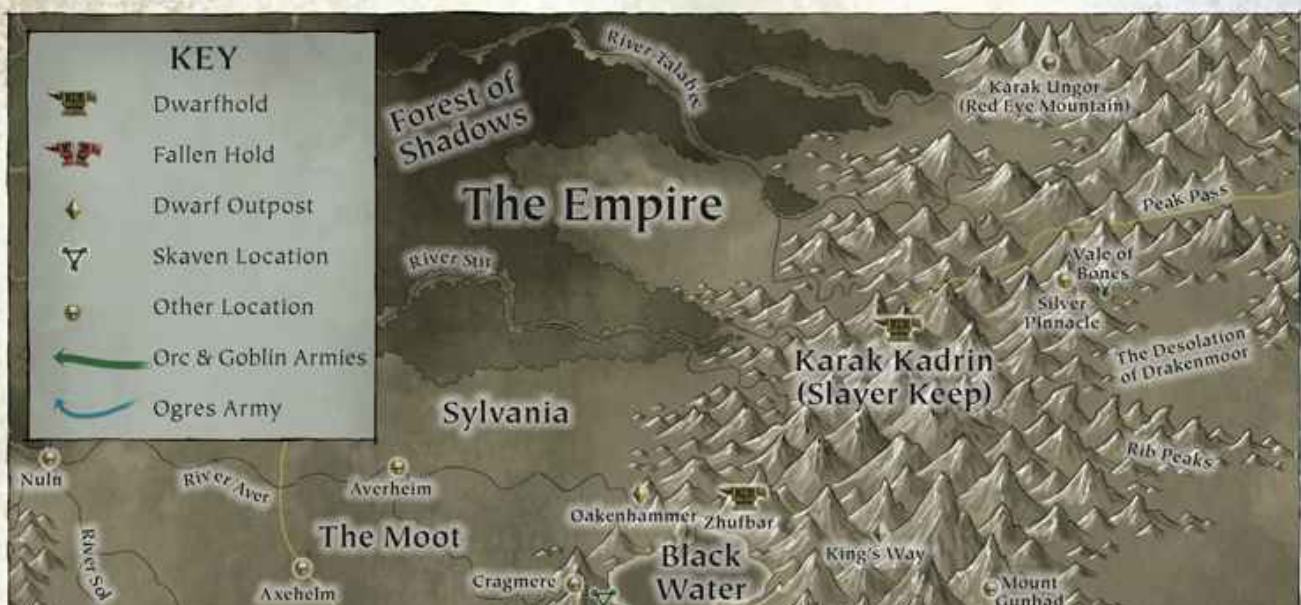 KEY
Dwarfhold
Fallen Hold
Dwarf Outpost
Skaven Location
Other Location
Orc & Goblin Armies
Ogres Army
River Talabec
Forest of
Shadows
The Empire
Karak Ungor
(Red Eye Mountain)
Peak Pass
River Stir
Vale of
Bones
Silver
Pinnacle
Karak Kadrin
(Slayer Keep)
The Desolation
of Drakenmoor
Sylvania
Rib Peaks
Nuln
River Aver
Averheim
Oakenhammer
Zhufbar
The Moot
Black
Water
King's Way
River Sol
Axehelm
Cragmere
Mount
Gunbad